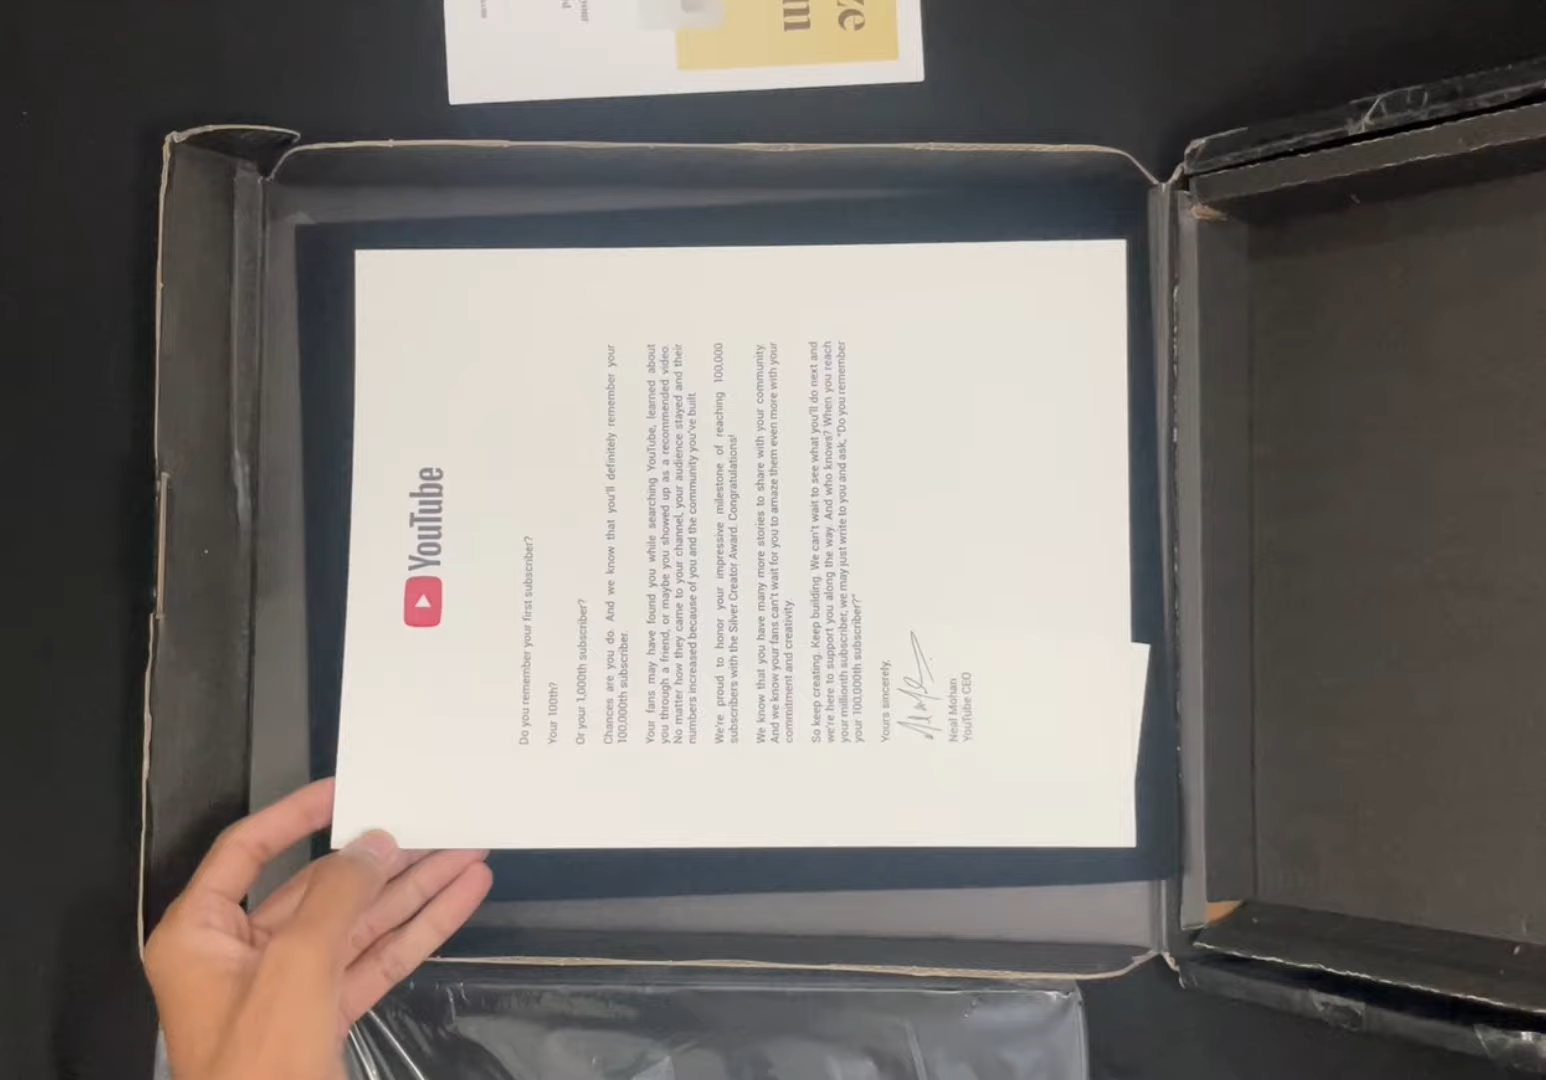 YouTube
Do you remember your first subscriber?
Your 100th?
Or your 1,000th subscriber?
Chances are you do. And we know that you'll definitely remember your
100,000th subscriber.
Your fans may have found you while searching YouTube, learned about
you through a friend, or maybe you showed up as a recommended video.
No matter how they came to your channel, your audience stayed and their
numbers increased because of you and the community you've built.
We're proud to honor your impressive milestone of reaching 100,000
subscribers with the Silver Creator Award. Congratulations!
We know that you have many more stories to share with your community.
And we know your fans can't wait for you to amaze them even more with your
commitment and creativity.
So keep creating. Keep building. We can't wait to see what you'll do next and
we're here to support you along the way. And who knows? When you reach
your millionth subscriber, we may just write to you and ask, "Do you remember
your 100,000th subscriber?"
Yours sincerely,
Neal Mohan
YouTube CEO
ze
m